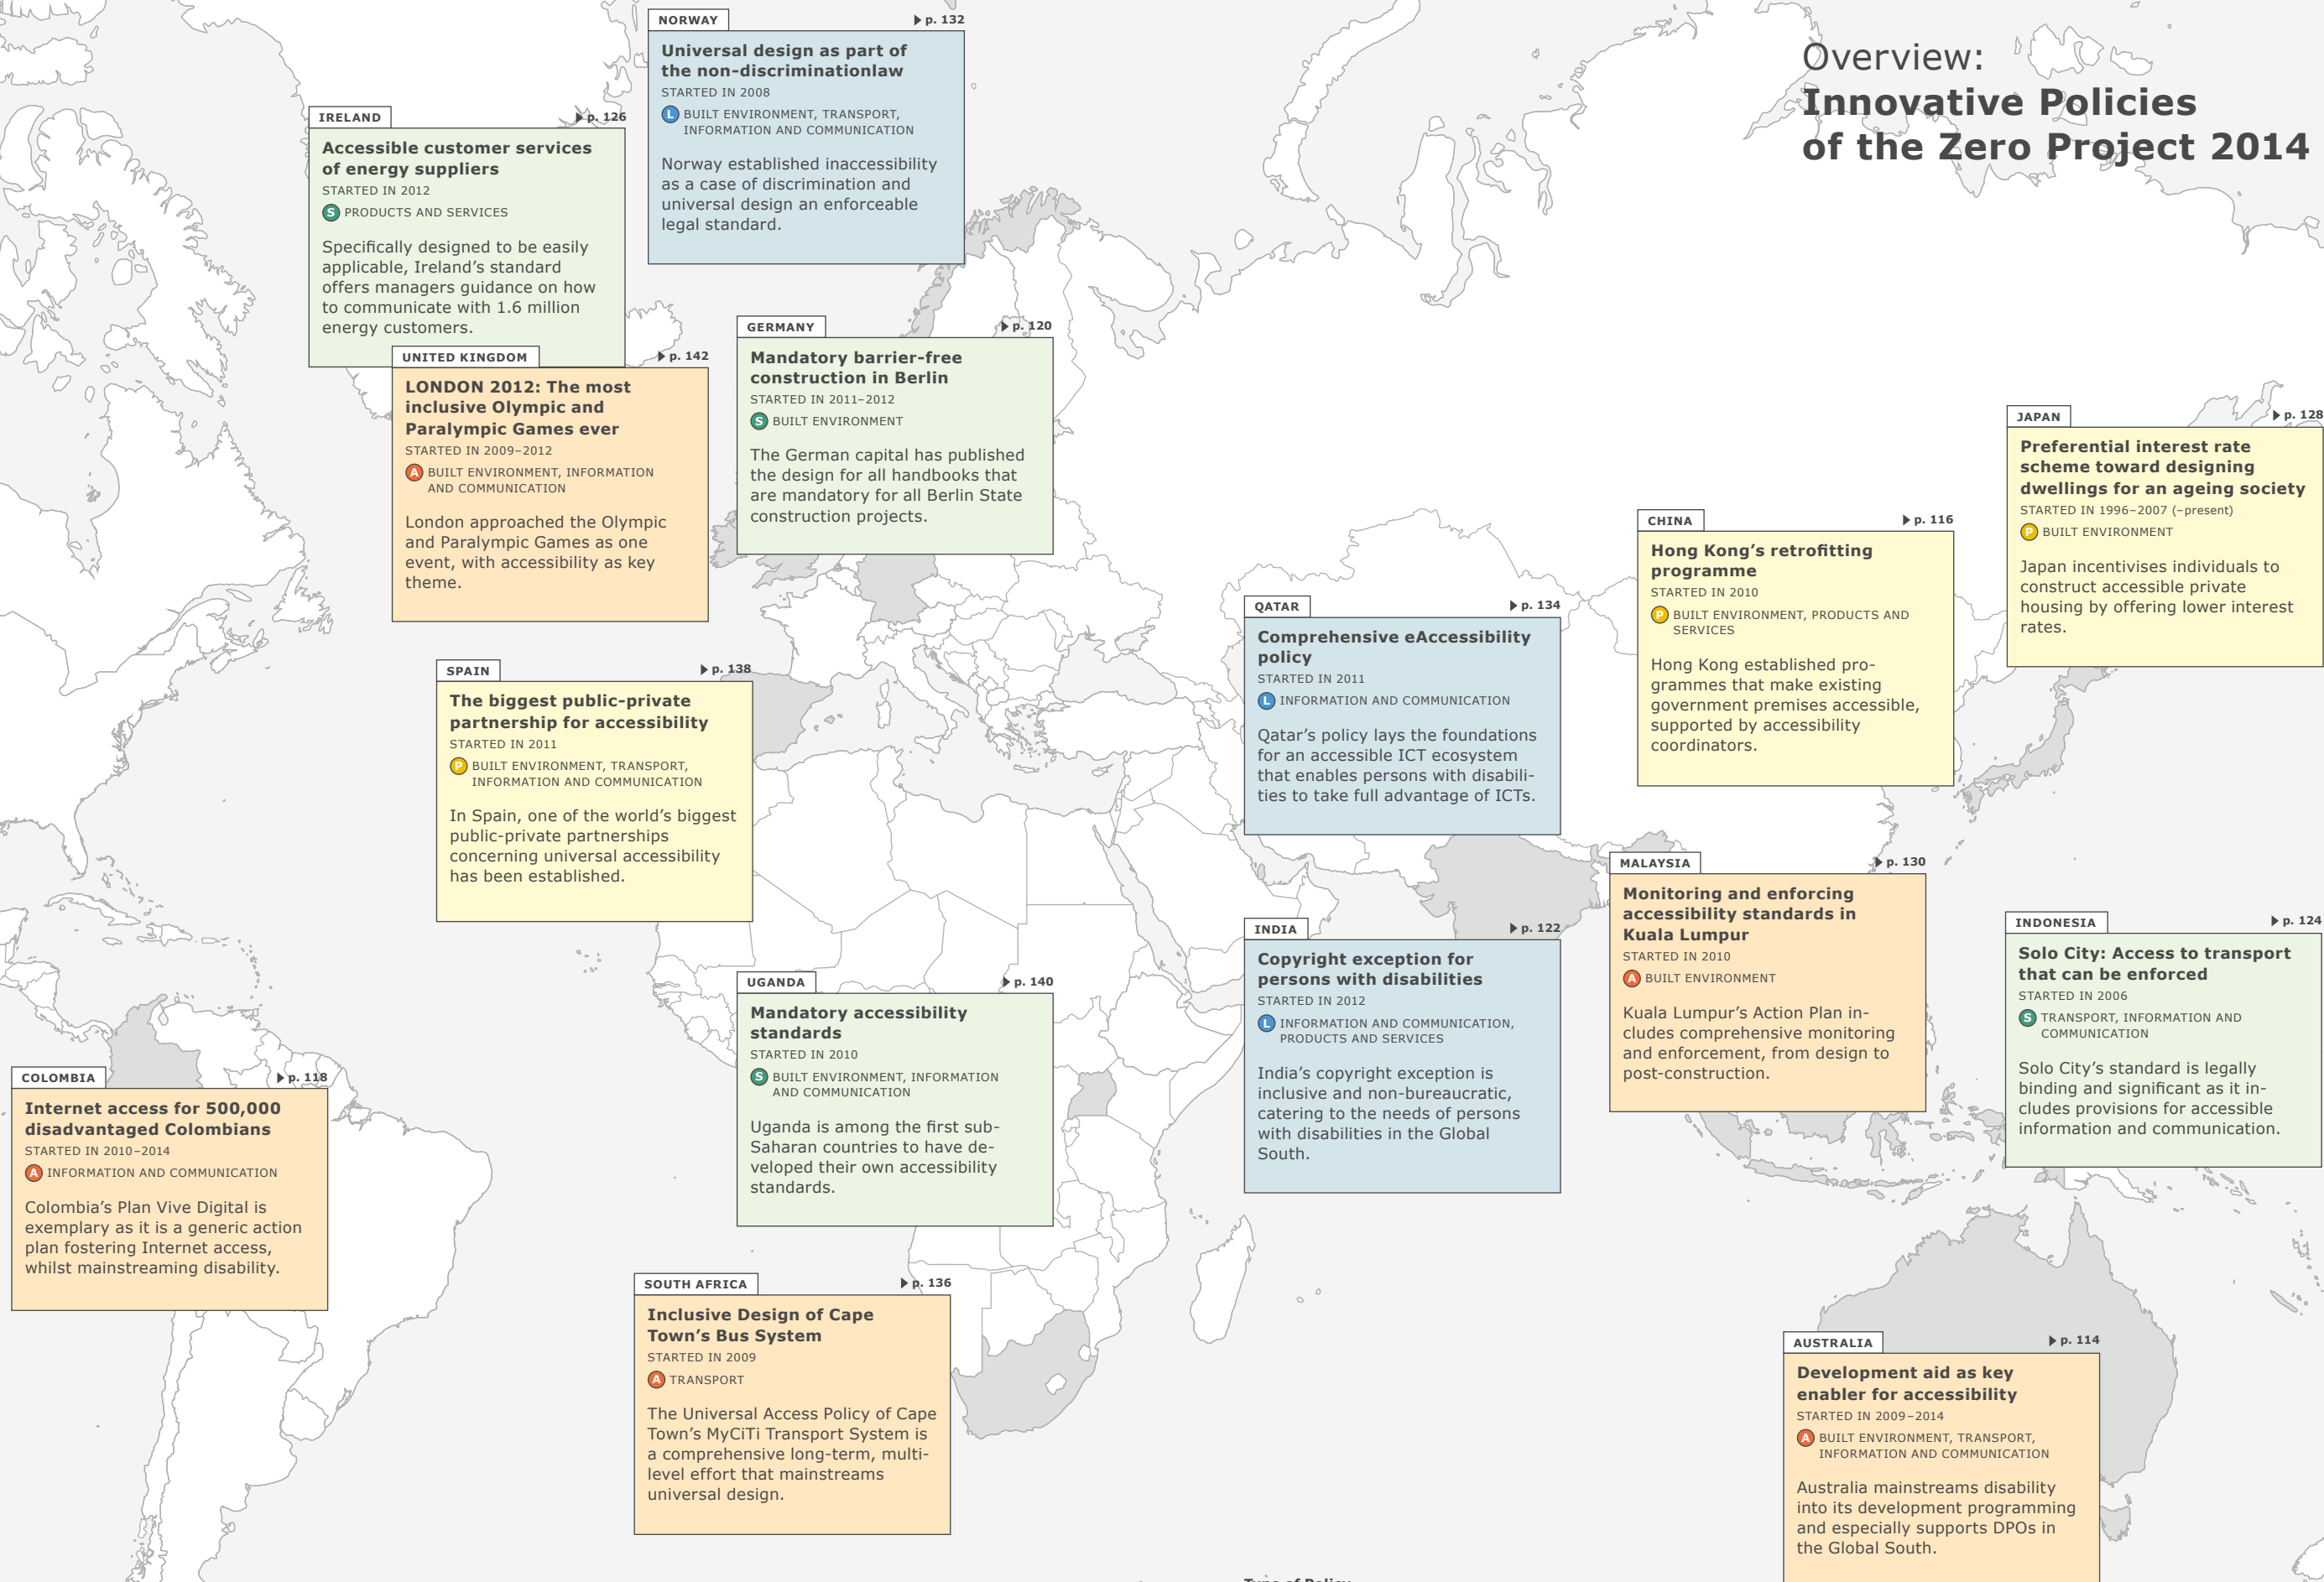 Overview:
Innovative Policies
of the Zero Project 2014
NORWAY
p. 132
Universal design as part of
the non-discriminationlaw
STARTED IN 2008
L BUILT ENVIRONMENT, TRANSPORT,
INFORMATION AND COMMUNICATION
Norway established inaccessibility
as a case of discrimination and
universal design an enforceable
legal standard.
IRELAND
p. 126
Accessible customer services
of energy suppliers
STARTED IN 2012
S PRODUCTS AND SERVICES
Specifically designed to be easily
applicable, Ireland’s standard
offers managers guidance on how
to communicate with 1.6 million
energy customers.
UNITED KINGDOM
p. 142
LONDON 2012: The most
inclusive Olympic and
Paralympic Games ever
STARTED IN 2009–2012
A BUILT ENVIRONMENT, INFORMATION
AND COMMUNICATION
London approached the Olympic
and Paralympic Games as one
event, with accessibility as key
theme.
GERMANY
p. 120
Mandatory barrier-free
construction in Berlin
STARTED IN 2011–2012
S BUILT ENVIRONMENT
The German capital has published
the design for all handbooks that
are mandatory for all Berlin State
construction projects.
JAPAN
p. 128
Preferential interest rate
scheme toward designing
dwellings for an ageing society
STARTED IN 1996–2007 (–present)
P BUILT ENVIRONMENT
Japan incentivises individuals to
construct accessible private
housing by offering lower interest
rates.
CHINA
p. 116
Hong Kong’s retrofitting
programme
STARTED IN 2010
P BUILT ENVIRONMENT, PRODUCTS AND
SERVICES
Hong Kong established pro-
grammes that make existing
government premises accessible,
supported by accessibility
coordinators.
QATAR
p. 134
Comprehensive eAccessibility
policy
STARTED IN 2011
L INFORMATION AND COMMUNICATION
Qatar’s policy lays the foundations
for an accessible ICT ecosystem
that enables persons with disabili-
ties to take full advantage of ICTs.
SPAIN
p. 138
The biggest public-private
partnership for accessibility
STARTED IN 2011
P BUILT ENVIRONMENT, TRANSPORT,
INFORMATION AND COMMUNICATION
In Spain, one of the world’s biggest
public-private partnerships
concerning universal accessibility
has been established.
MALAYSIA
p. 130
Monitoring and enforcing
accessibility standards in
Kuala Lumpur
STARTED IN 2010
A BUILT ENVIRONMENT
Kuala Lumpur’s Action Plan in-
cludes comprehensive monitoring
and enforcement, from design to
post-construction.
INDONESIA
p. 124
Solo City: Access to transport
that can be enforced
STARTED IN 2006
S TRANSPORT, INFORMATION AND
COMMUNICATION
Solo City’s standard is legally
binding and significant as it in-
cludes provisions for accessible
information and communication.
INDIA
p. 122
Copyright exception for
persons with disabilities
STARTED IN 2012
L INFORMATION AND COMMUNICATION,
PRODUCTS AND SERVICES
India’s copyright exception is
inclusive and non-bureaucratic,
catering to the needs of persons
with disabilities in the Global
South.
UGANDA
p. 140
Mandatory accessibility
standards
STARTED IN 2010
S BUILT ENVIRONMENT, INFORMATION
AND COMMUNICATION
Uganda is among the first sub-
Saharan countries to have de-
veloped their own accessibility
standards.
COLOMBIA
p. 118
Internet access for 500,000
disadvantaged Colombians
STARTED IN 2010–2014
A INFORMATION AND COMMUNICATION
Colombia’s Plan Vive Digital is
exemplary as it is a generic action
plan fostering Internet access,
whilst mainstreaming disability.
SOUTH AFRICA
p. 136
Inclusive Design of Cape
Town’s Bus System
STARTED IN 2009
A TRANSPORT
The Universal Access Policy of Cape
Town’s MyCiTi Transport System is
a comprehensive long-term, multi-
level effort that mainstreams
universal design.
AUSTRALIA
p. 114
Development aid as key
enabler for accessibility
STARTED IN 2009–2014
A BUILT ENVIRONMENT, TRANSPORT,
INFORMATION AND COMMUNICATION
Australia mainstreams disability
into its development programming
and especially supports DPOs in
the Global South.
Type of Policy